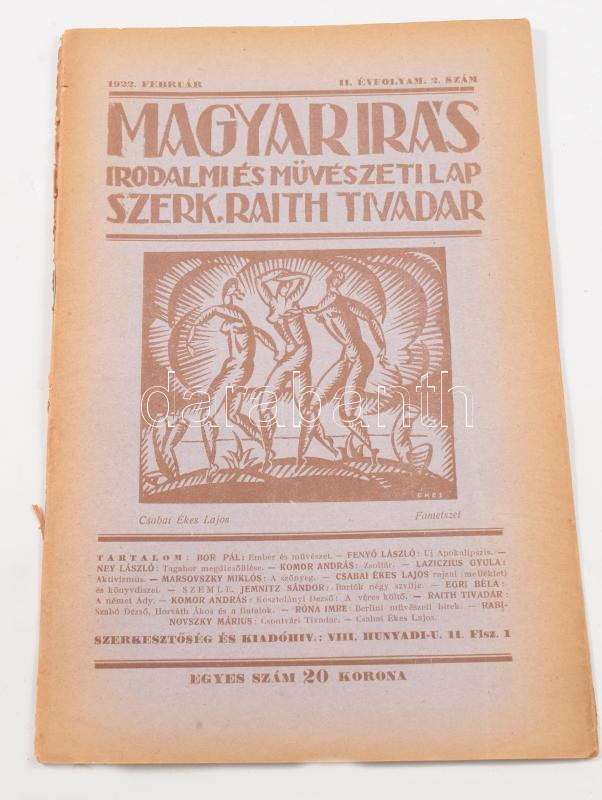 1922. FEBRUÁR II. ÉVFOLYAM. 2. SZÁM
MAGYAR IRÁS
IRODALMI ÉS MŰVÉSZETI LAP
SZERK. RAITH TIVADAR
darabanth
EKES
Csabai Ékes Lajos Fametszet
TARTALOM: BOR PÁL: Ember és művészet. — FENYŐ LÁSZLÓ: Uj Apokalipszis. —
NEY LÁSZLÓ: Tagahor megdicsőülése. — KOMOR ANDRÁS: Zsoltár. — LAZICZIUS GYULA:
Aktivizmus. — MARSOVSZKY MIKLÓS: A szőnyeg. — CSABAI ÉKES LAJOS rajzai (melléklet)
és könyvdíszei. — SZEMLE. JEMNITZ SÁNDOR: Bartók négy szvitje. — EGRI BÉLA:
A német Ady. — KOMOR ANDRÁS: Kosztolányi Dezső: A véres költő. — RAITH TIVADAR:
Szabó Dezső, Horváth Ákos és a fiatalok. — RÓNA IMRE: Berlini művészeti hirek. — RABI-
NOVSZKY MÁRIUS: Csontvári Tivadar. — Csabai Ékes Lajos.
SZERKESZTŐSÉG ÉS KIADÓHIV.: VIII, HUNYADI-U. 11. Flsz. 1
EGYES SZÁM 20 KORONA